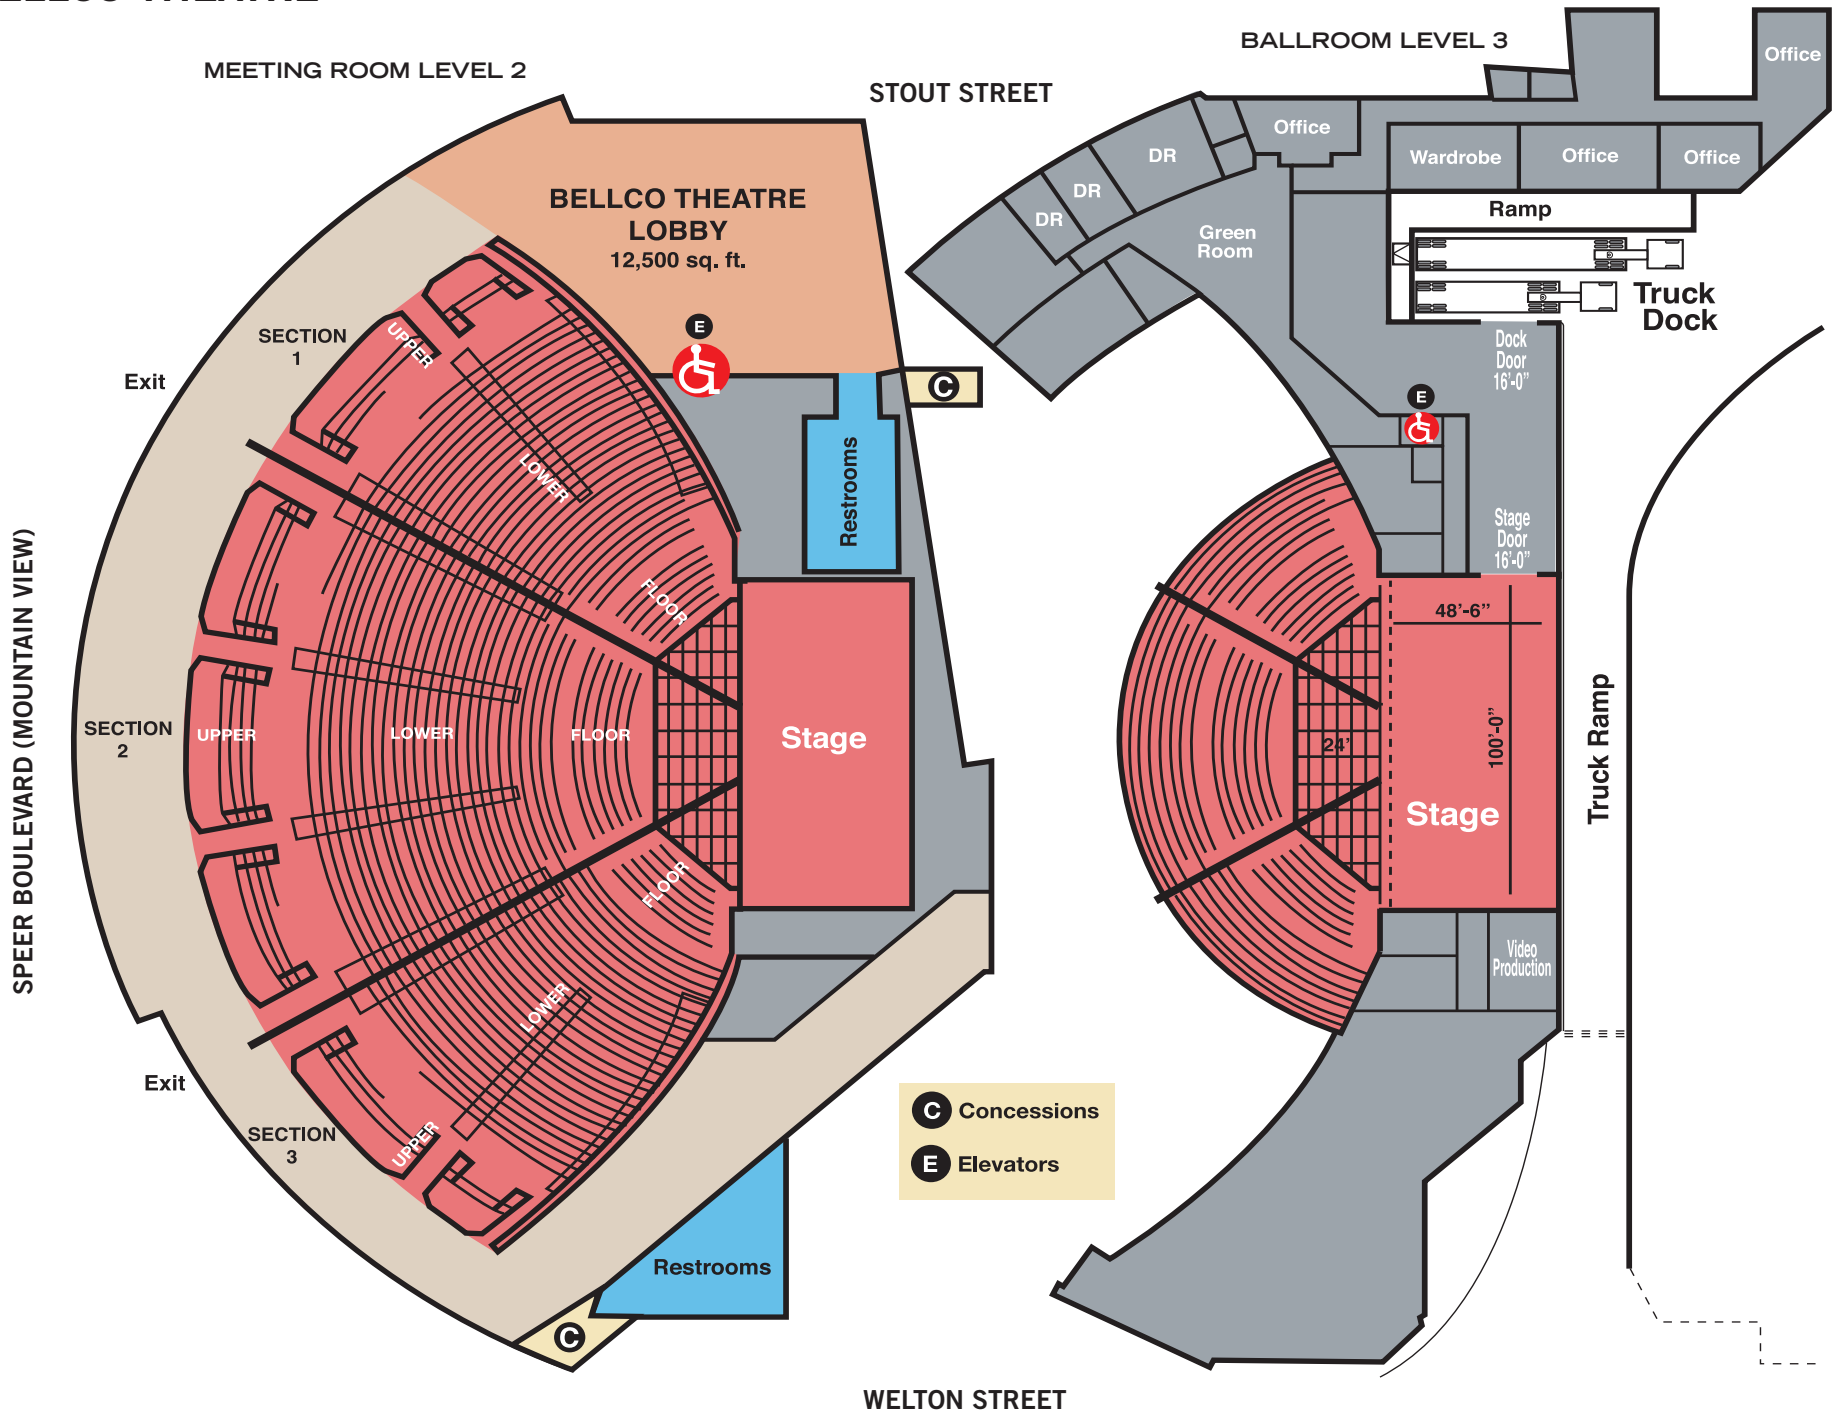 MEETING ROOM LEVEL 2
BALLROOM LEVEL 3
STOUT STREET
BELLCO THEATRE
LOBBY
12,500 sq. ft.
E
SECTION
1
Exit
UPPER
LOWER
FLOOR
C
Restrooms
SPEER BOULEVARD (MOUNTAIN VIEW)
SECTION
2
UPPER
LOWER
FLOOR
Stage
FLOOR
LOWER
UPPER
Exit
SECTION
3
Restrooms
C
C Concessions
E Elevators
WELTON STREET
Office
Office
DR
DR
DR
Wardrobe
Office
Office
Green
Room
Ramp
Truck
Dock
Dock
Door
16'-0"
E
Stage
Door
16'-0"
48'-6"
24'
100'-0"
Stage
Truck Ramp
Video
Production